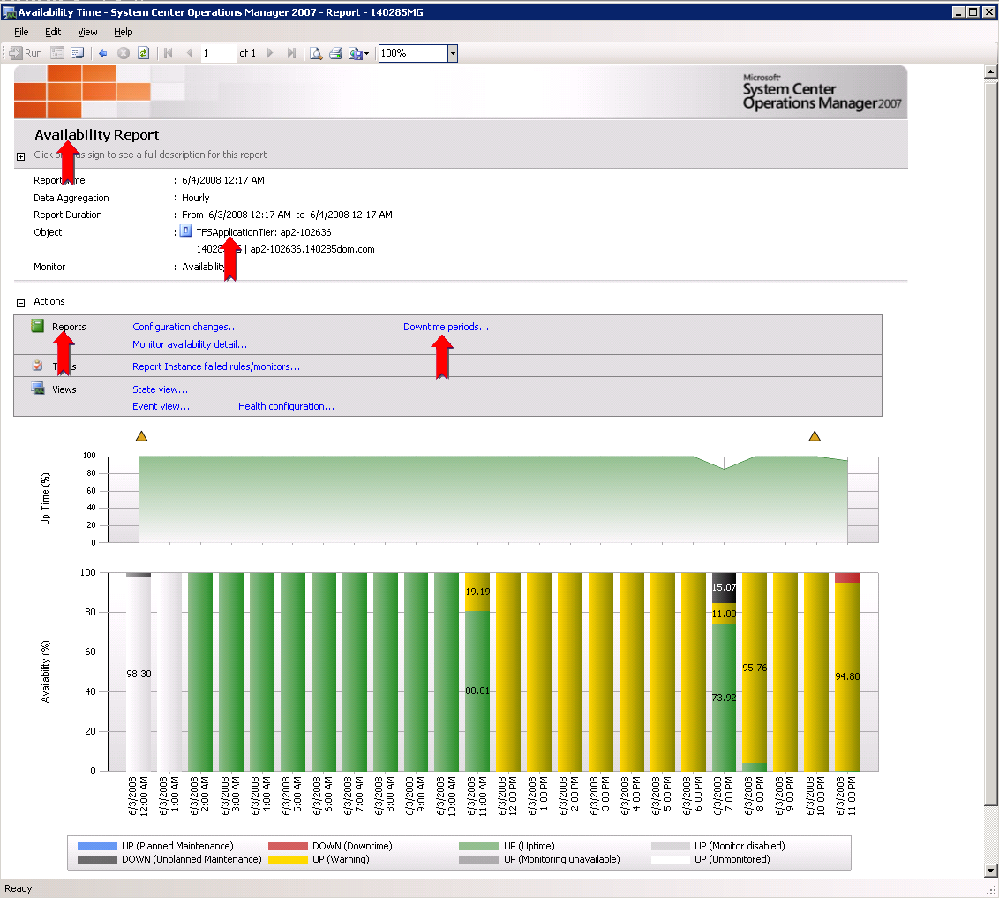 Availability Time - System Center Operations Manager 2007 - Report - 140285MG
File Edit View Help
Run 1 of 1 100%
Microsoft
System Center
Operations Manager 2007
Availability Report
Click sign to see a full description for this report
Report : 6/4/2008 12:17 AM
Data Aggregation : Hourly
Report Duration : From 6/3/2008 12:17 AM to 6/4/2008 12:17 AM
Object : TFSApplicationTier: ap2-102636
| ap2-102636.140285dom.com
Monitor : Availability
Actions
Reports Configuration changes... Downtime periods...
Monitor availability detail...
Report Instance failed rules/monitors...
Views State view...
Event view... Health configuration...
Up Time (%)
100
80
60
40
20
0
Availability (%)
100
80
60
40
20
0
98.30
19.19
80.81
15.07
11.00
73.92
95.76
94.80
6/3/2008 12:00 AM
6/3/2008 1:00 AM
6/3/2008 2:00 AM
6/3/2008 3:00 AM
6/3/2008 4:00 AM
6/3/2008 5:00 AM
6/3/2008 6:00 AM
6/3/2008 7:00 AM
6/3/2008 8:00 AM
6/3/2008 9:00 AM
6/3/2008 10:00 AM
6/3/2008 11:00 AM
6/3/2008 12:00 PM
6/3/2008 1:00 PM
6/3/2008 2:00 PM
6/3/2008 3:00 PM
6/3/2008 4:00 PM
6/3/2008 5:00 PM
6/3/2008 6:00 PM
6/3/2008 7:00 PM
6/3/2008 8:00 PM
6/3/2008 9:00 PM
6/3/2008 10:00 PM
6/3/2008 11:00 PM
UP (Planned Maintenance) DOWN (Downtime) UP (Uptime) UP (Monitor disabled)
DOWN (Unplanned Maintenance) UP (Warning) UP (Monitoring unavailable) UP (Unmonitored)
Ready